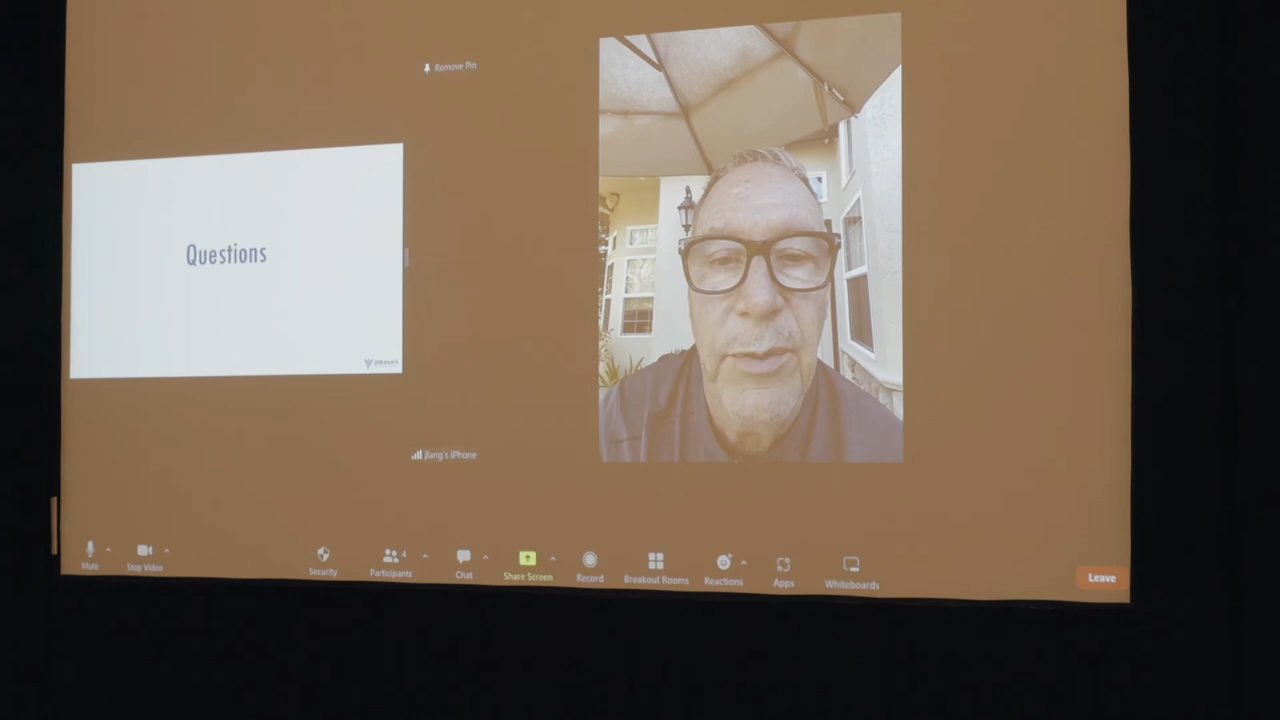 Remove Pin
Questions
jlang's iPhone
4
Mute
Stop Video
Security
Participants
Chat
Share Screen
Record
Breakout Rooms
Reactions
Apps
Whiteboards
Leave